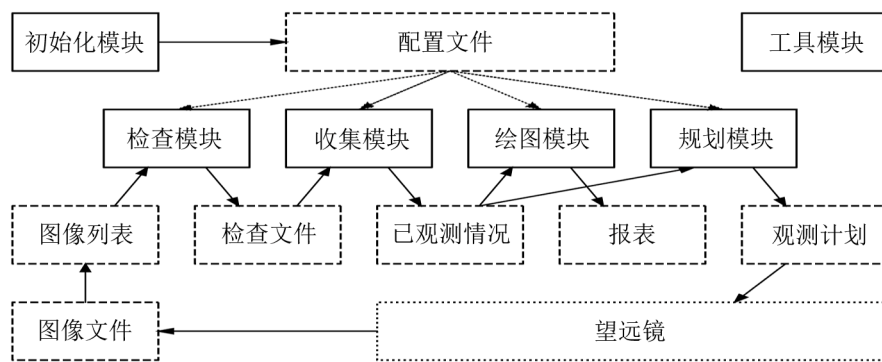 初始化模块
配置文件
工具模块
检查模块
收集模块
绘图模块
规划模块
图像列表
检查文件
已观测情况
报表
观测计划
图像文件
望远镜